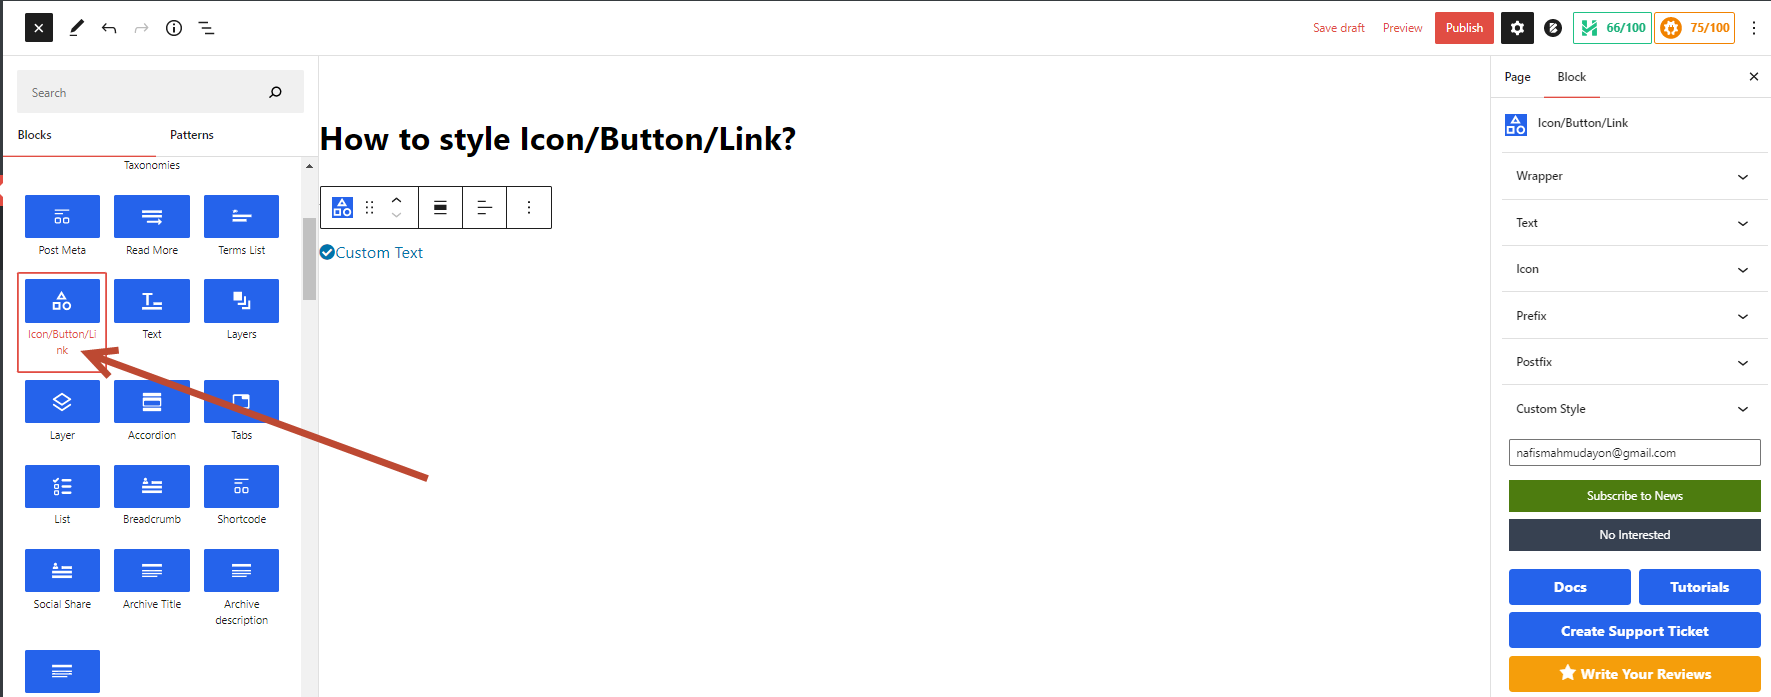 Save draft
Preview
Publish
66/100
75/100
Search
Blocks
Patterns
Taxonomies
Post Meta
Read More
Terms List
Icon/Button/Li
nk
Text
Layers
Layer
Accordion
Tabs
List
Breadcrumb
Shortcode
Social Share
Archive Title
Archive
description
How to style Icon/Button/Link?
Custom Text
Page
Block
Icon/Button/Link
Wrapper
Text
Icon
Prefix
Postfix
Custom Style
nafismahmudayon@gmail.com
Subscribe to News
No Interested
Docs
Tutorials
Create Support Ticket
Write Your Reviews